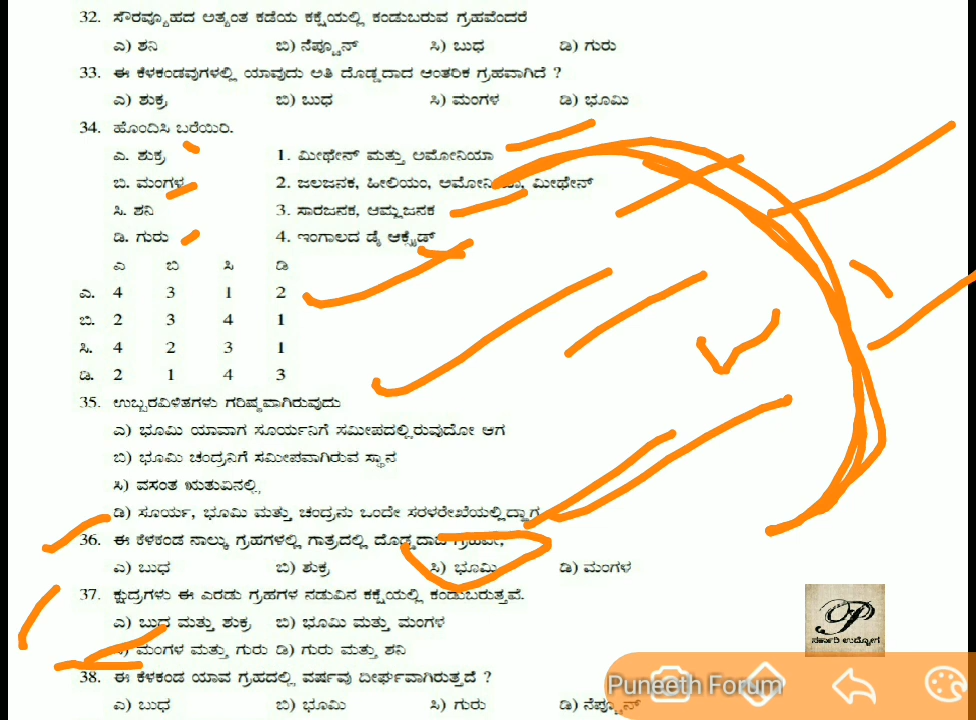 32. ಸೌರವ್ಯೂಹದ ಅತ್ಯಂತ ಕಡೆಯ ಕಕ್ಷೆಯಲ್ಲಿ ಕಂಡುಬರುವ ಗ್ರಹವೆಂದರೆ
ಎ) ಶನಿ ಬಿ) ನೆಪ್ಚೂನ್ ಸಿ) ಬುಧ ಡಿ) ಗುರು
33. ಈ ಕೆಳಕಂಡವುಗಳಲ್ಲಿ ಯಾವುದು ಅತಿ ದೊಡ್ಡದಾದ ಆಂತರಿಕ ಗ್ರಹವಾಗಿದೆ ?
ಎ) ಶುಕ್ರ ಬಿ) ಬುಧ ಸಿ) ಮಂಗಳ ಡಿ) ಭೂಮಿ
34. ಹೊಂದಿಸಿ ಬರೆಯಿರಿ.
ಎ. ಶುಕ್ರ 1. ಮೀಥೇನ್ ಮತ್ತು ಅಮೋನಿಯಾ
ಬಿ. ಮಂಗಳ 2. ಜಲಜನಕ, ಹೀಲಿಯಂ, ಅಮೋನಿಯಾ, ಮೀಥೇನ್
ಸಿ. ಶನಿ 3. ಸಾರಜನಕ, ಆಮ್ಲಜನಕ
ಡಿ. ಗುರು 4. ಇಂಗಾಲದ ಡೈ ಆಕ್ಸೈಡ್
ಎ ಬಿ ಸಿ ಡಿ
ಎ. 4 3 1 2
ಬಿ. 2 3 4 1
ಸಿ. 4 2 3 1
ಡಿ. 2 1 4 3
35. ಉಬ್ಬರವಿಳಿತಗಳು ಗರಿಷ್ಠವಾಗಿರುವುದು
ಎ) ಭೂಮಿ ಯಾವಾಗ ಸೂರ್ಯನಿಗೆ ಸಮೀಪದಲ್ಲಿರುವುದೋ ಆಗ
ಬಿ) ಭೂಮಿ ಚಂದ್ರನಿಗೆ ಸಮೀಪವಾಗಿರುವ ಸ್ಥಾನ
ಸಿ) ವಸಂತ ಋತುವಿನಲ್ಲಿ
ಡಿ) ಸೂರ್ಯ, ಭೂಮಿ ಮತ್ತು ಚಂದ್ರನು ಒಂದೇ ಸರಳರೇಖೆಯಲ್ಲಿದ್ದಾಗ
36. ಈ ಕೆಳಕಂಡ ನಾಲ್ಕು ಗ್ರಹಗಳಲ್ಲಿ ಗಾತ್ರದಲ್ಲಿ ದೊಡ್ಡದಾದ
ಎ) ಬುಧ ಬಿ) ಶುಕ್ರ ಸಿ) ಭೂಮಿ ಡಿ) ಮಂಗಳ
37. ಕ್ಷುದ್ರಗಳು ಈ ಎರಡು ಗ್ರಹಗಳ ನಡುವಿನ ಕಕ್ಷೆಯಲ್ಲಿ ಕಂಡುಬರುತ್ತವೆ.
ಎ) ಬುಧ ಮತ್ತು ಶುಕ್ರ ಬಿ) ಭೂಮಿ ಮತ್ತು ಮಂಗಳ
ಮಂಗಳ ಮತ್ತು ಗುರು ಡಿ) ಗುರು ಮತ್ತು ಶನಿ
38. ಈ ಕೆಳಕಂಡ ಯಾವ ಗ್ರಹದಲ್ಲಿ ವರ್ಷವು ದೀರ್ಘವಾಗಿರುತ್ತದೆ ?
ಎ) ಬುಧ ಬಿ) ಭೂಮಿ ಸಿ) ಗುರು ಡಿ) ನೆಪ್ಚೂನ್
ಸರ್ಕಾರಿ ಉದ್ಯೋಗ
Puneeth Forum